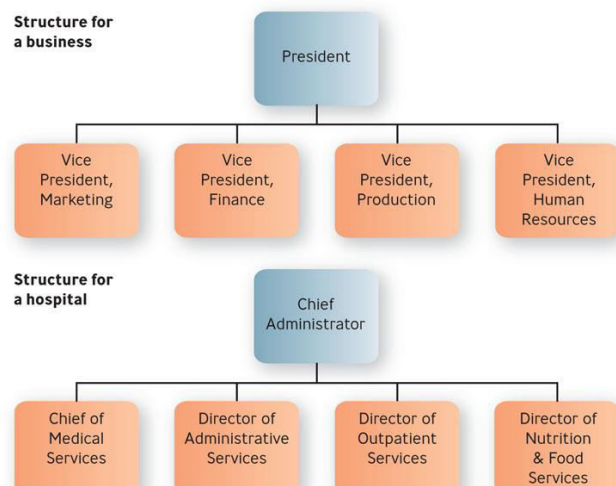 Structure for
a business
President
Vice
President,
Marketing
Vice
President,
Finance
Vice
President,
Production
Vice
President,
Human
Resources
Structure for
a hospital
Chief
Administrator
Chief of
Medical
Services
Director of
Administrative
Services
Director of
Outpatient
Services
Director of
Nutrition
& Food
Services